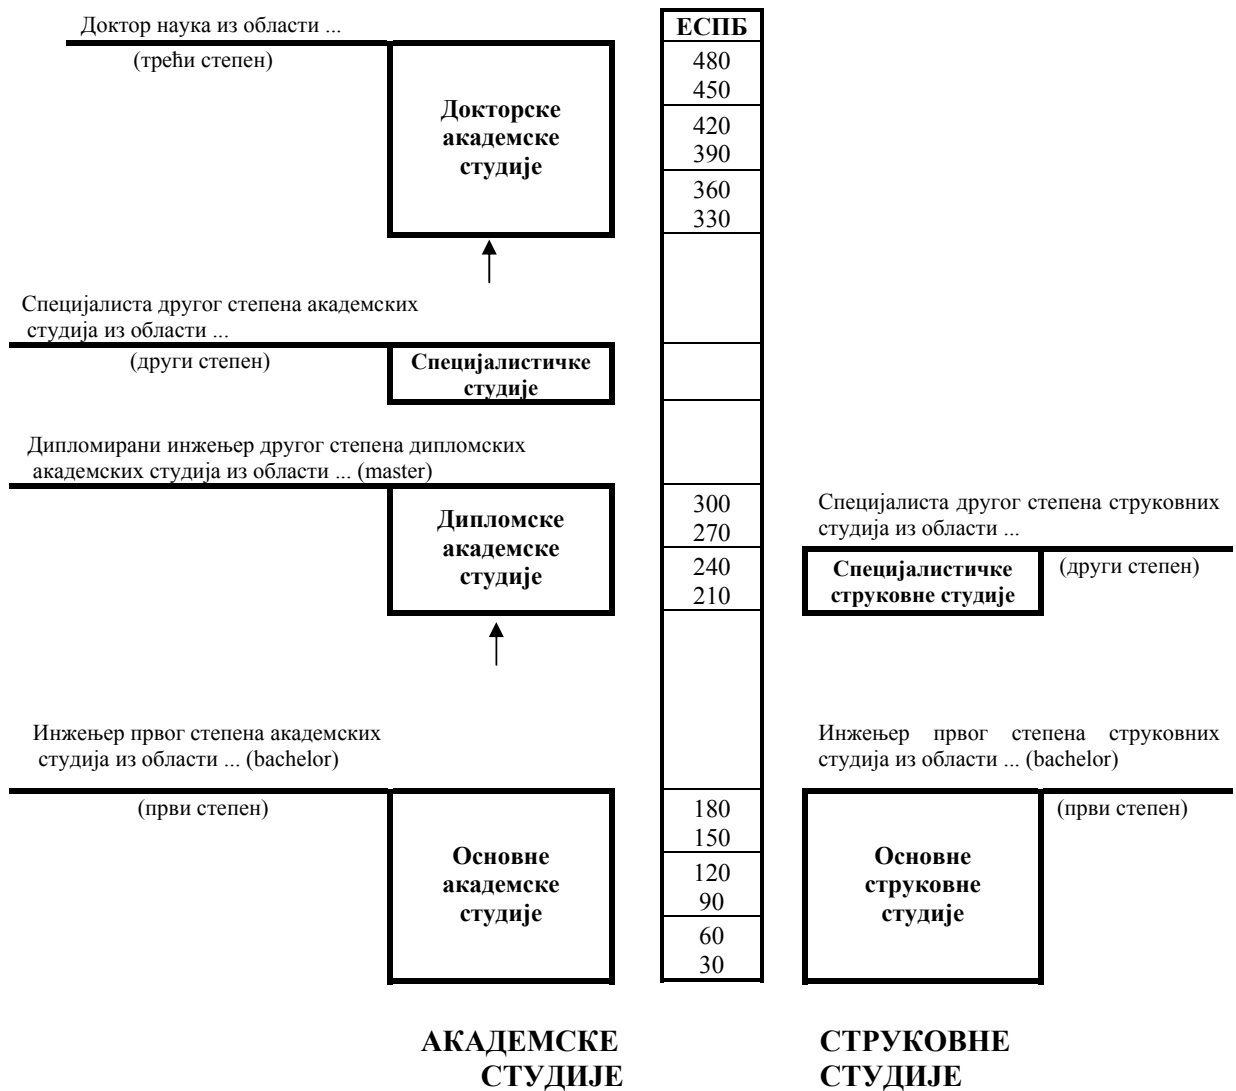 Доктор наука из области ...
(трећи степен)
Докторске
академске
студије
Специјалиста другог степена академских
студија из области ...
(други степен)
Специјалистичке
студије
Дипломирани инжењер другог степена дипломских
академских студија из области ... (master)
Дипломске
академске
студије
Инжењер првог степена академских
студија из области ... (bachelor)
(први степен)
Основне
академске
студије
АКАДЕМСКЕ
СТУДИЈЕ
ЕСПБ
480
450
420
390
360
330
300
270
240
210
180
150
120
90
60
30
Специјалиста другог степена струковних
студија из области ...
Специјалистичке
струковне студије
(други степен)
Инжењер првог степена струковних
студија из области ... (bachelor)
(први степен)
Основне
струковне
студије
СТРУКОВНЕ
СТУДИЈЕ